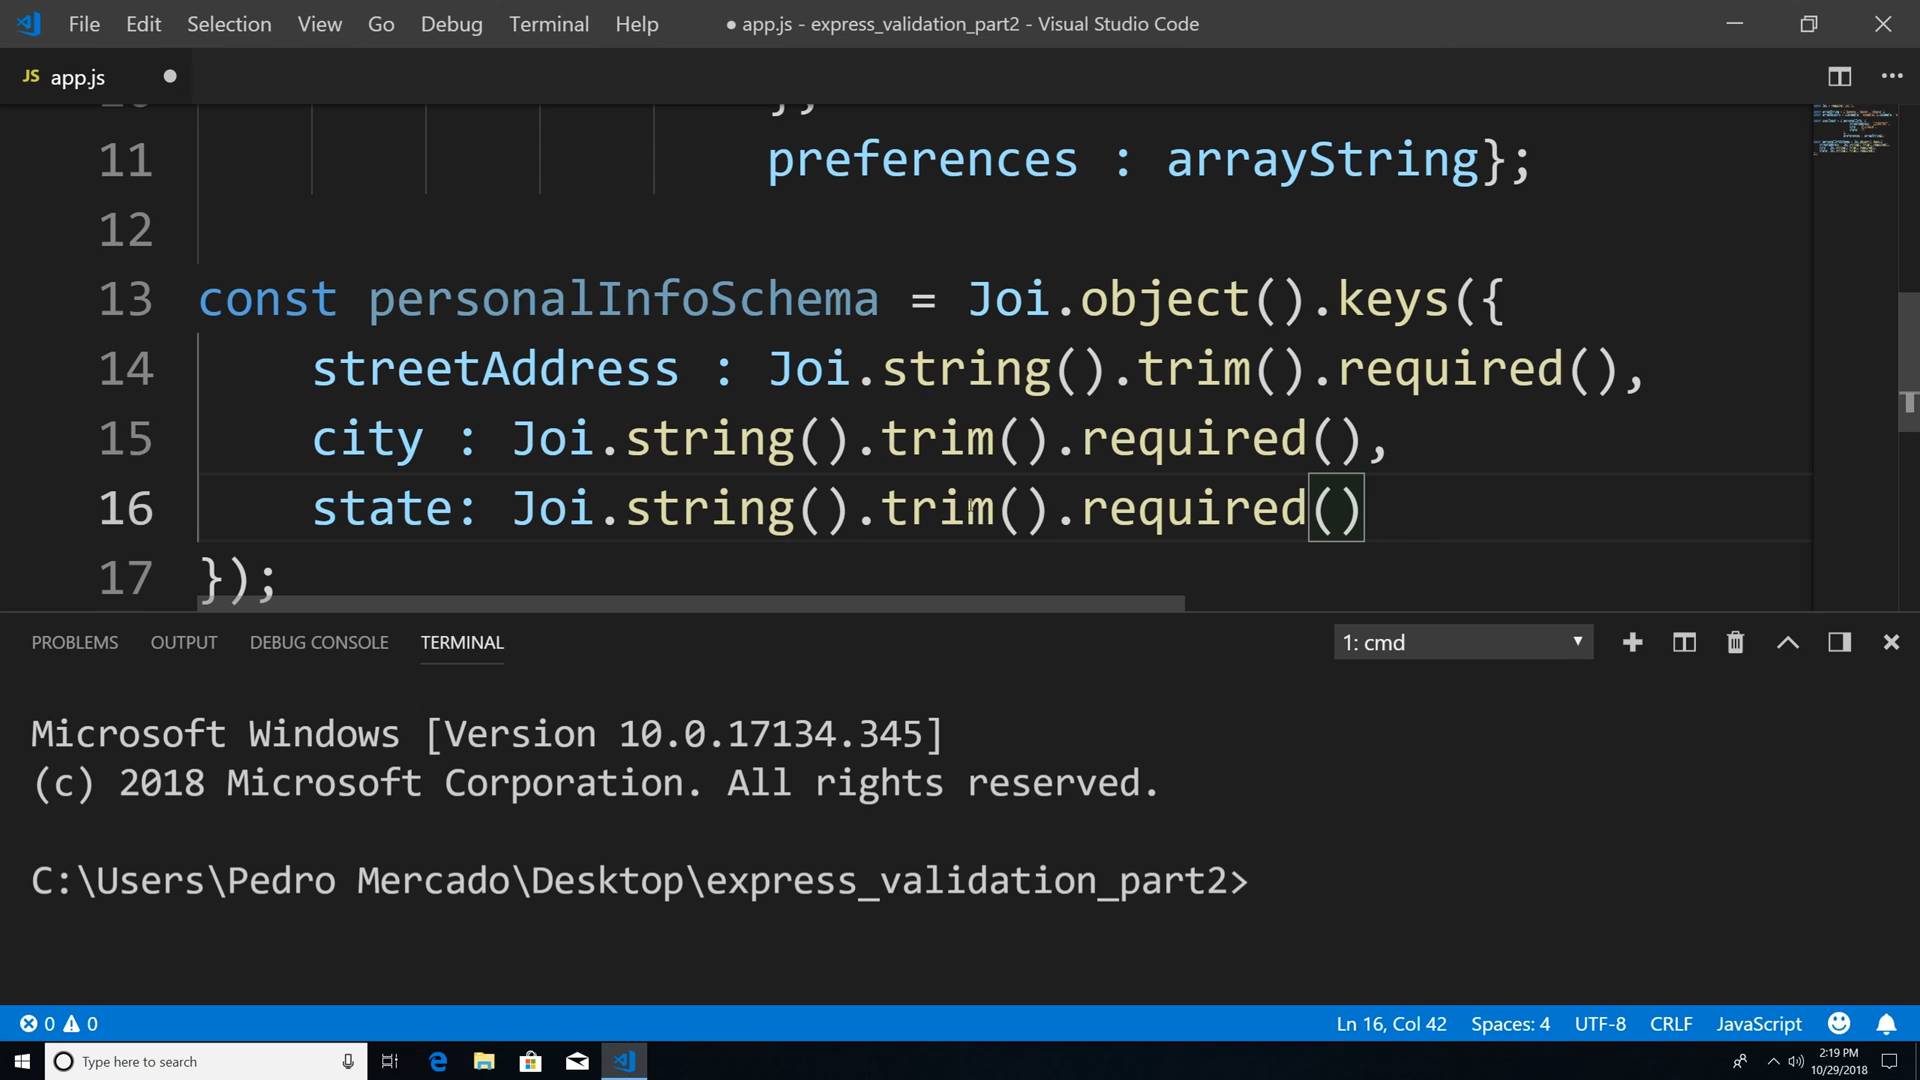 File Edit Selection View Go Debug Terminal Help ● app.js - express_validation_part2 - Visual Studio Code
JS app.js
10 };
11 preferences : arrayString};
12
13 const personalInfoSchema = Joi.object().keys({
14 streetAddress : Joi.string().trim().required(),
15 city : Joi.string().trim().required(),
16 state: Joi.string().trim().required()
17 });
PROBLEMS OUTPUT DEBUG CONSOLE TERMINAL 1: cmd
Microsoft Windows [Version 10.0.17134.345]
(c) 2018 Microsoft Corporation. All rights reserved.
C:\Users\Pedro Mercado\Desktop\express_validation_part2>
0 0 Ln 16, Col 42 Spaces: 4 UTF-8 CRLF JavaScript
Type here to search 2:19 PM
10/29/2018